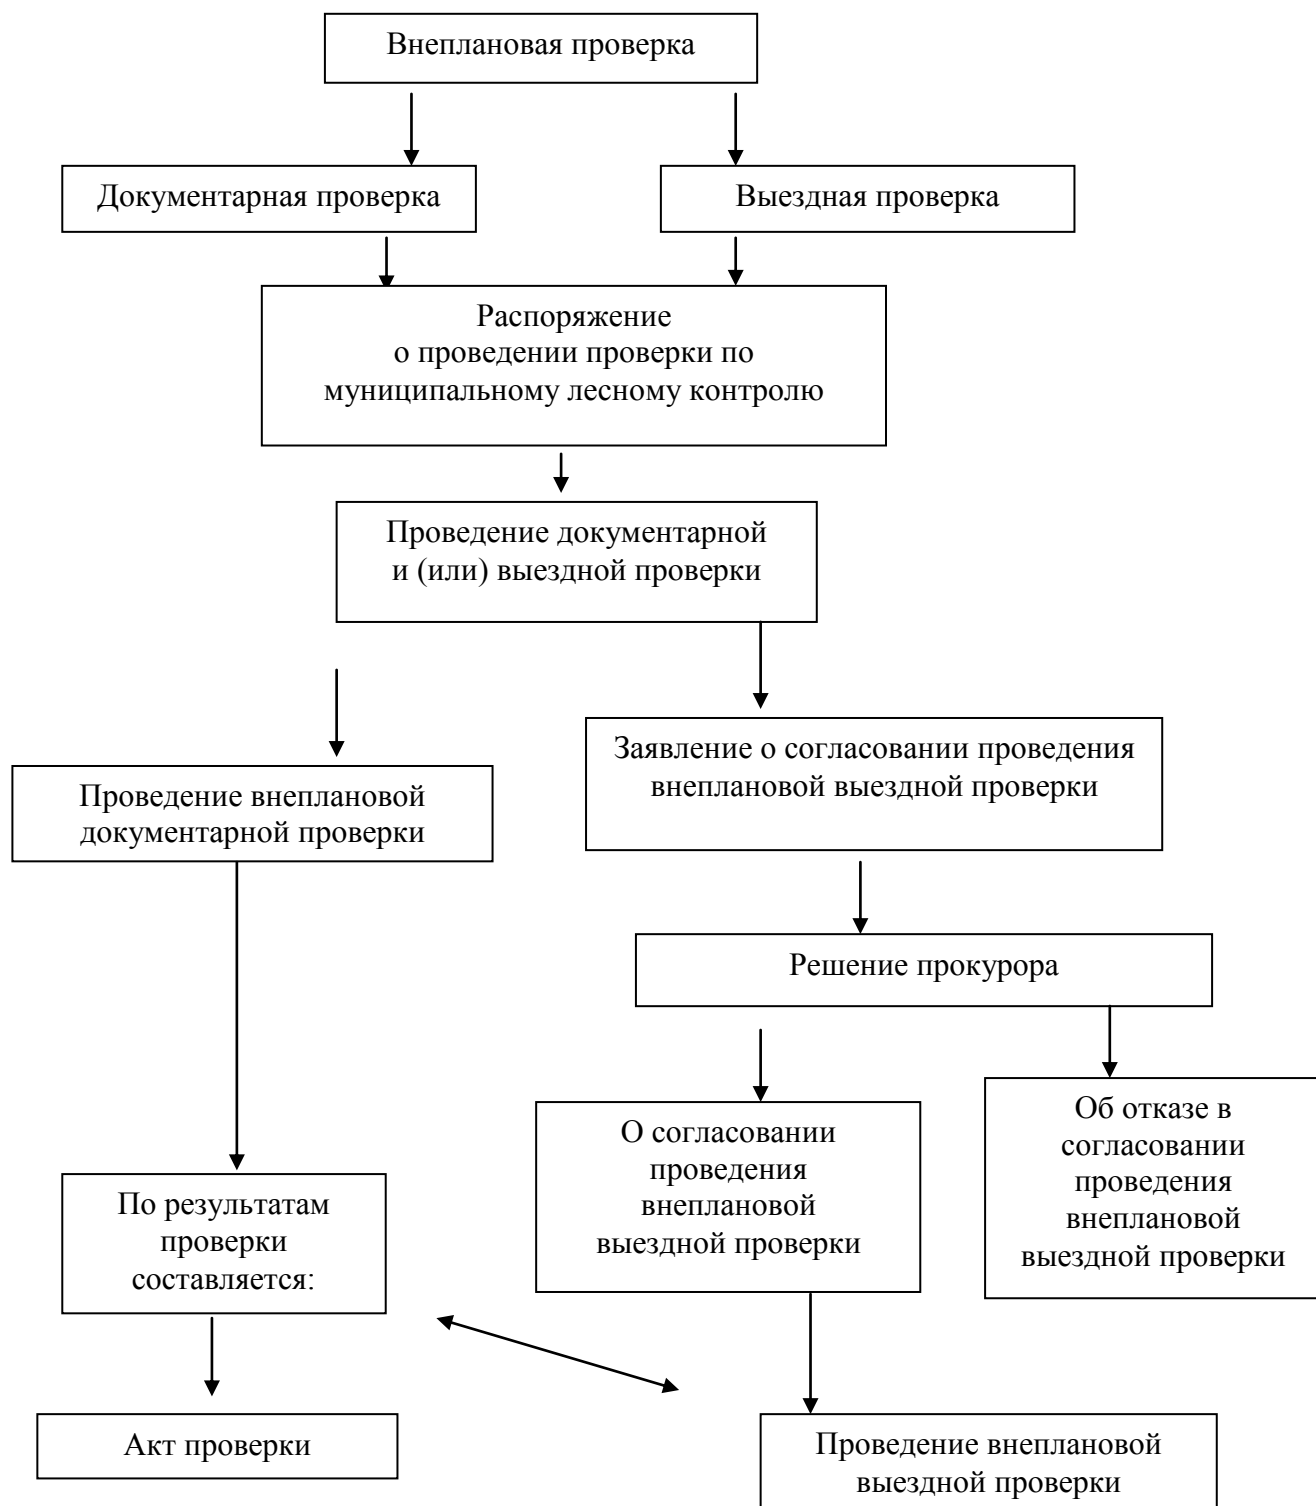 Внеплановая проверка
Документарная проверка
Выездная проверка
Распоряжение
о проведении проверки по
муниципальному лесному контролю
Проведение документарной
и (или) выездной проверки
Заявление о согласовании проведения
внеплановой выездной проверки
Проведение внеплановой
документарной проверки
Решение прокурора
О согласовании
проведения
внеплановой
выездной проверки
Об отказе в
согласовании
проведения
внеплановой
выездной проверки
По результатам
проверки
составляется:
Акт проверки
Проведение внеплановой
выездной проверки